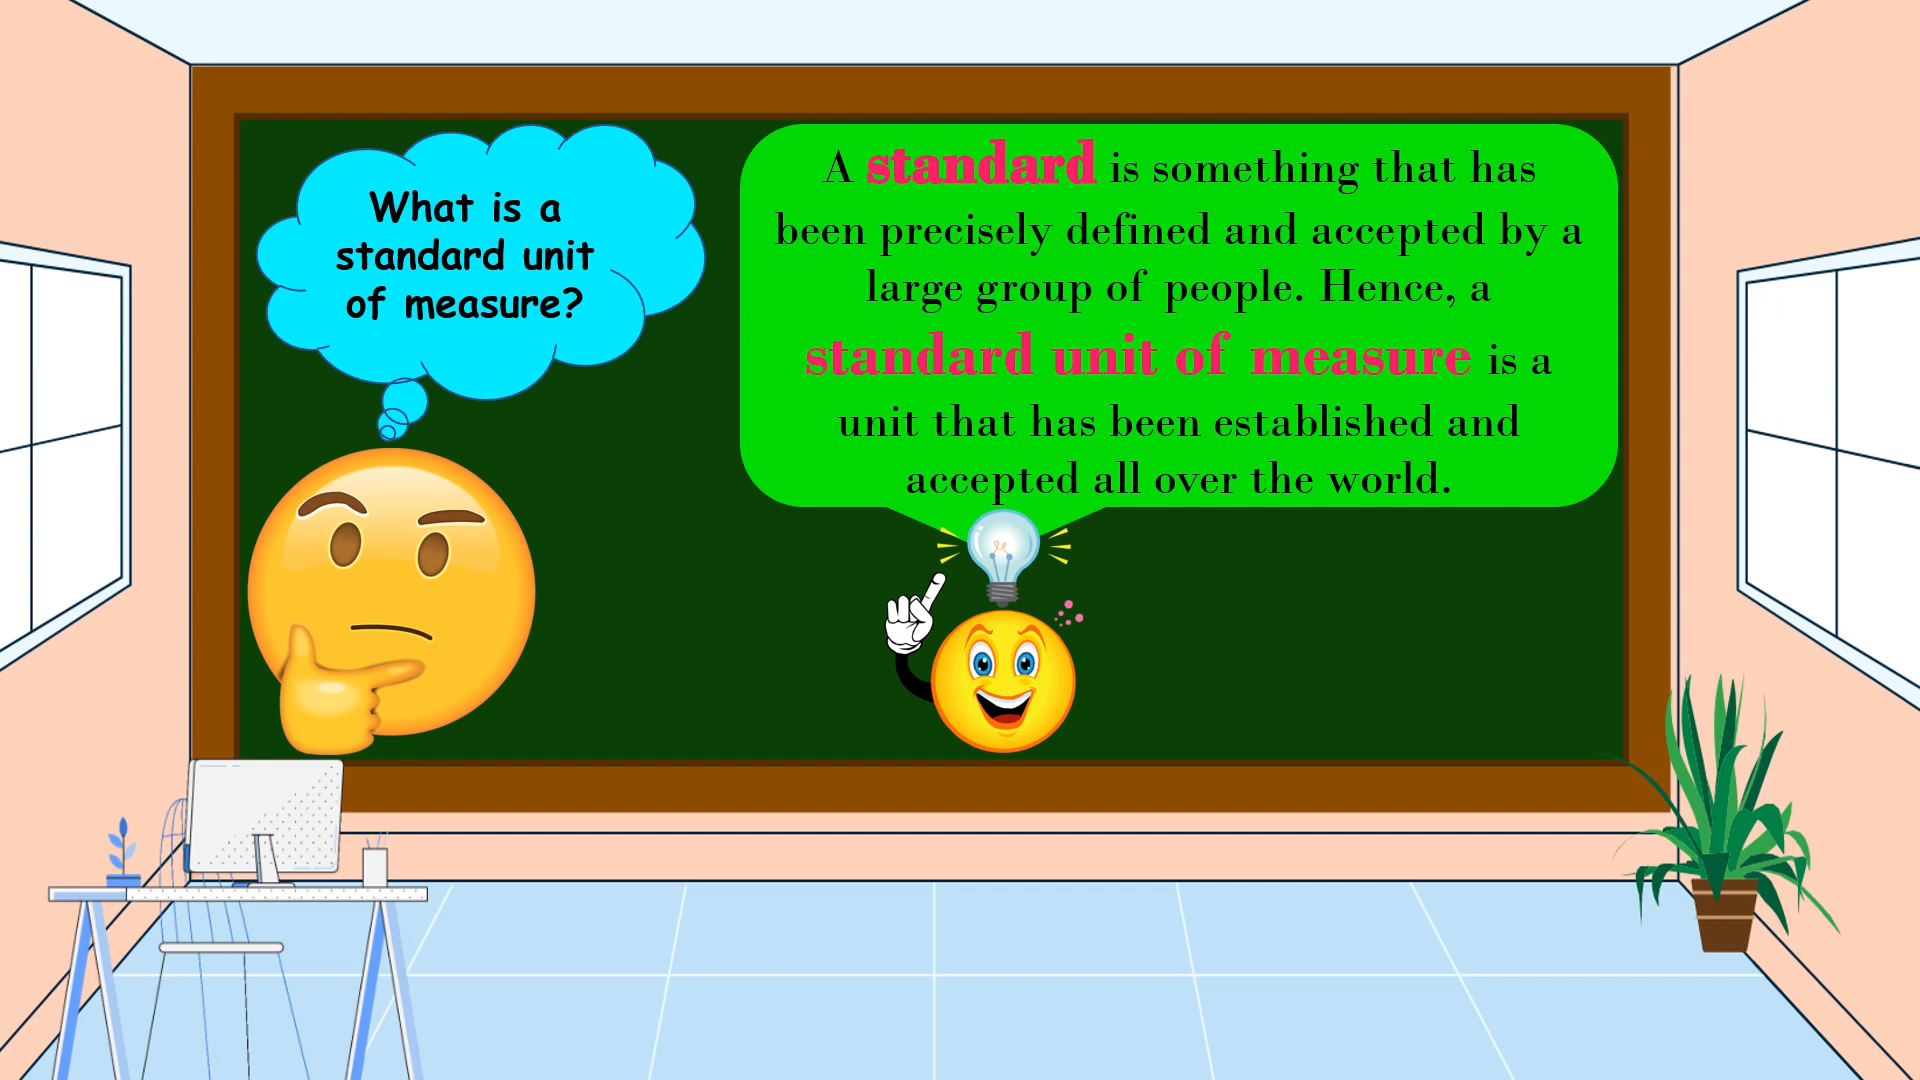 What is a
standard unit
of measure?
A standard is something that has
been precisely defined and accepted by a
large group of people. Hence, a
standard unit of measure is a
unit that has been established and
accepted all over the world.